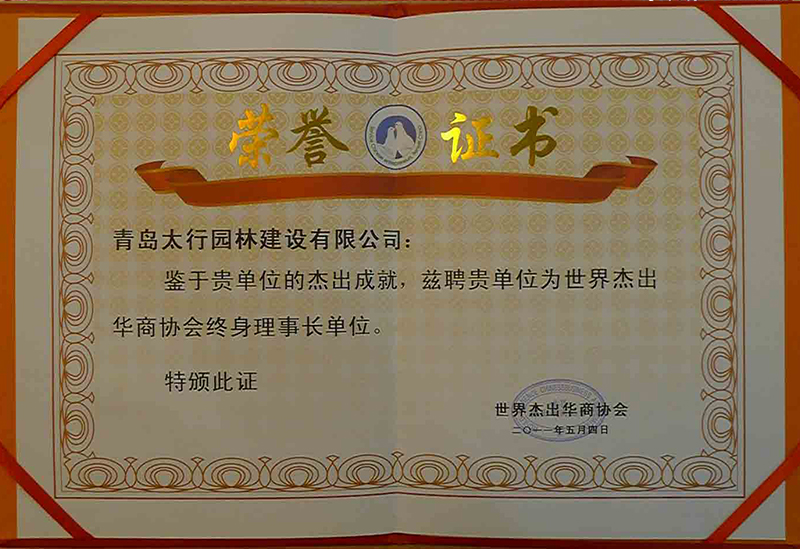 荣誉证书
青岛太行园林建设有限公司：
鉴于贵单位的杰出成就，兹聘贵单位为世界杰出
华商协会终身理事长单位。
特颁此证
世界杰出华商协会
二〇一一年五月四日